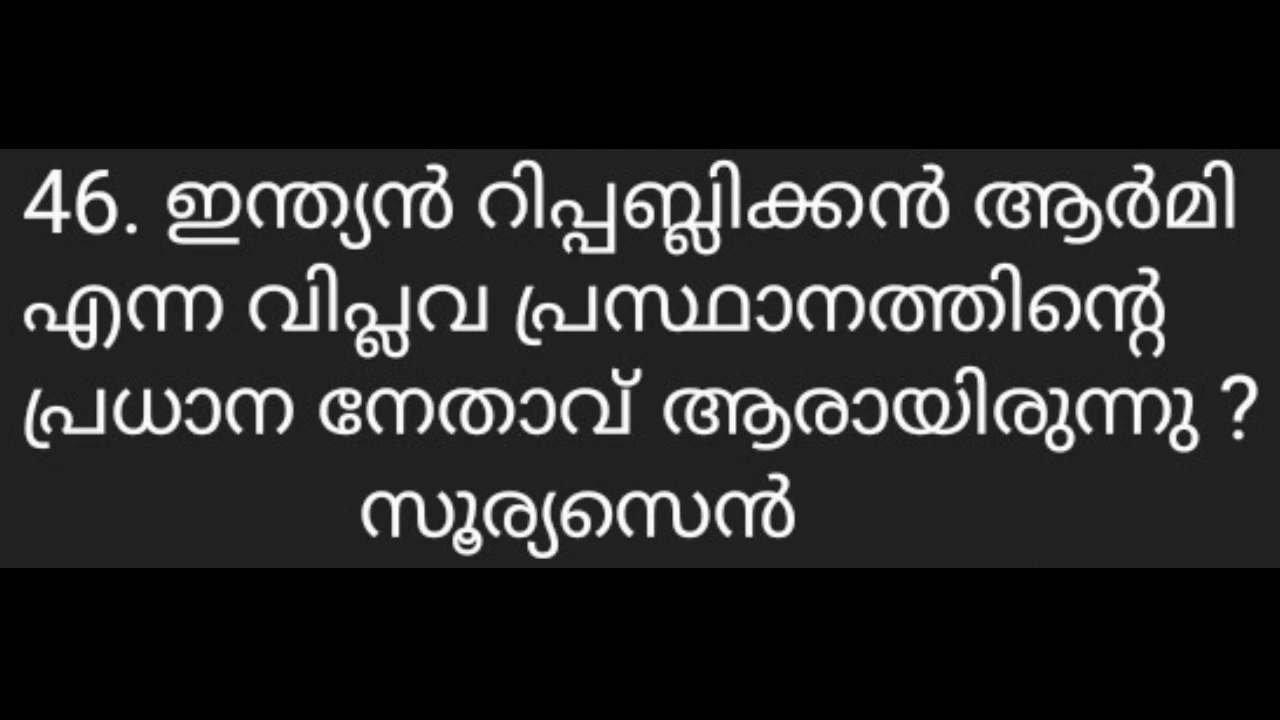 46. ഇന്ത്യൻ റിപ്പബ്ലിക്കൻ ആർമി
എന്ന വിപ്ലവ പ്രസ്ഥാനത്തിന്റെ
പ്രധാന നേതാവ് ആരായിരുന്നു ?
സൂര്യസെൻ